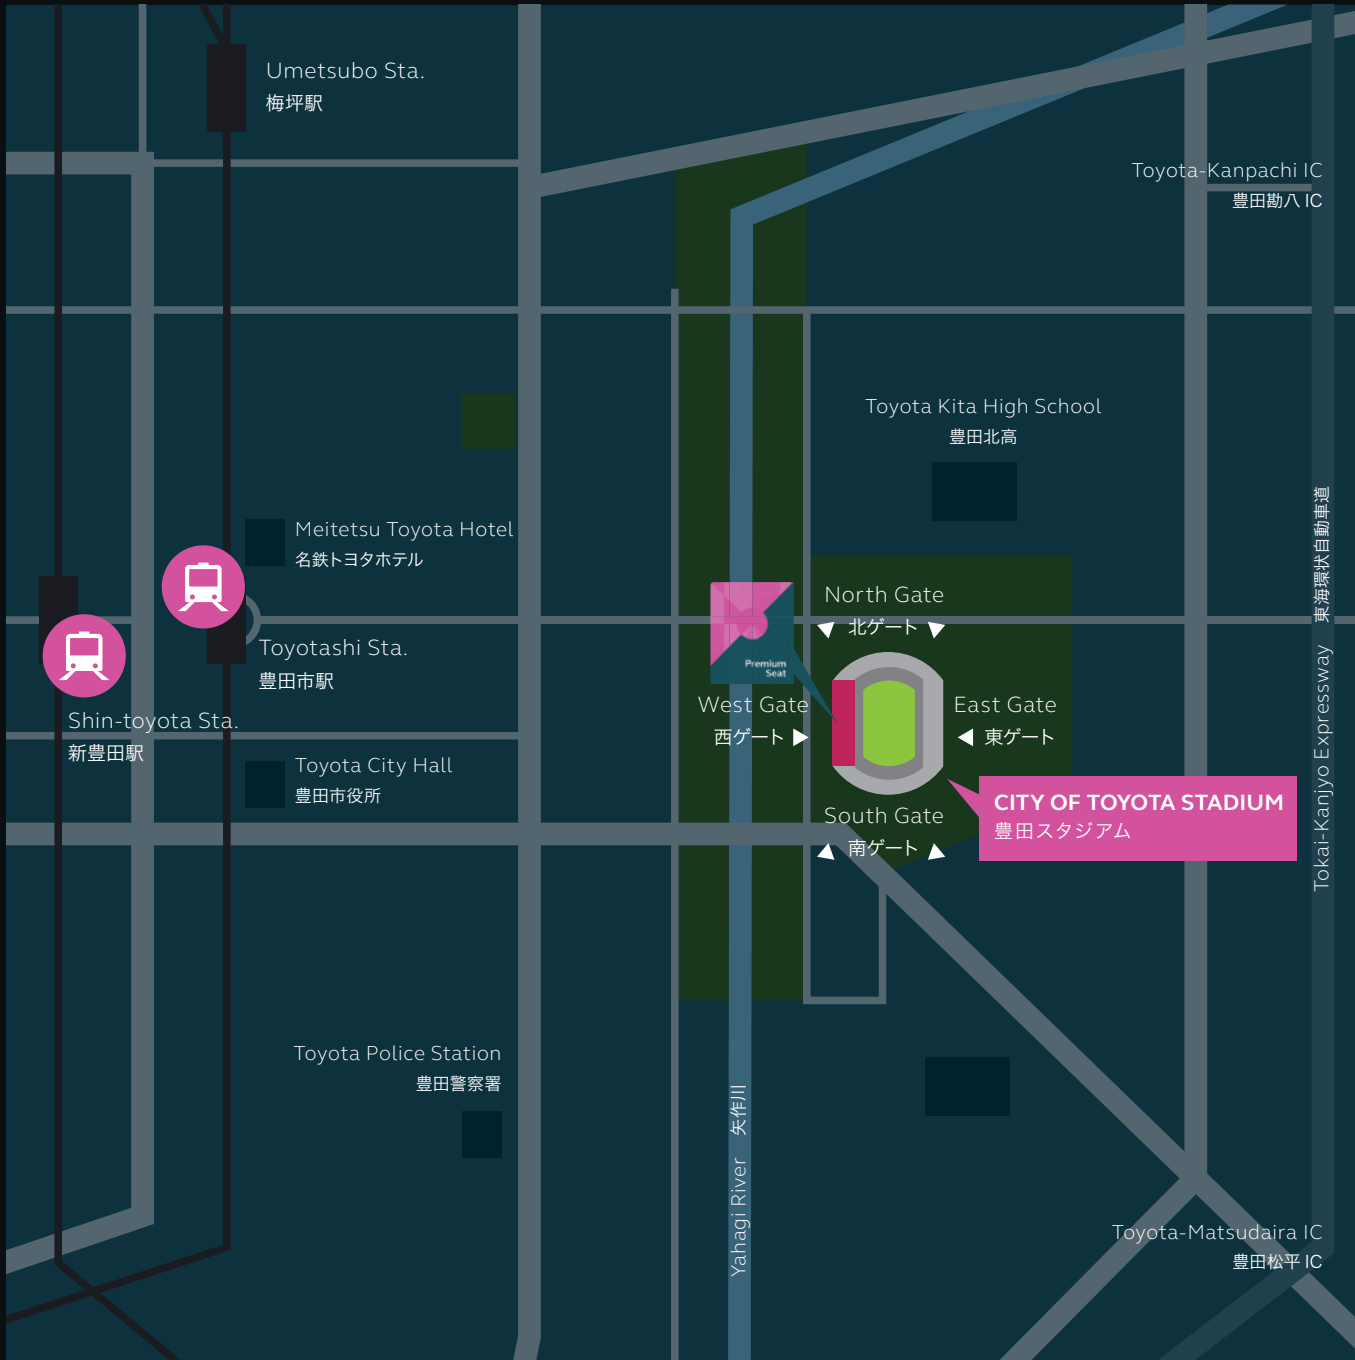 Umetsubo Sta.
梅坪駅
Toyota-Kanpachi IC
豊田勘八 IC
Toyota Kita High School
豊田北高
Meitetsu Toyota Hotel
名鉄トヨタホテル
東海環状自動車道
Tokai-Kanjyo Expressway
North Gate
北ゲート
Toyotashi Sta.
豊田市駅
Premium
Seat
Shin-toyota Sta.
新豊田駅
West Gate
西ゲート
East Gate
東ゲート
Toyota City Hall
豊田市役所
CITY OF TOYOTA STADIUM
豊田スタジアム
South Gate
南ゲート
Toyota Police Station
豊田警察署
Yahagi River 矢作川
Toyota-Matsudaira IC
豊田松平 IC